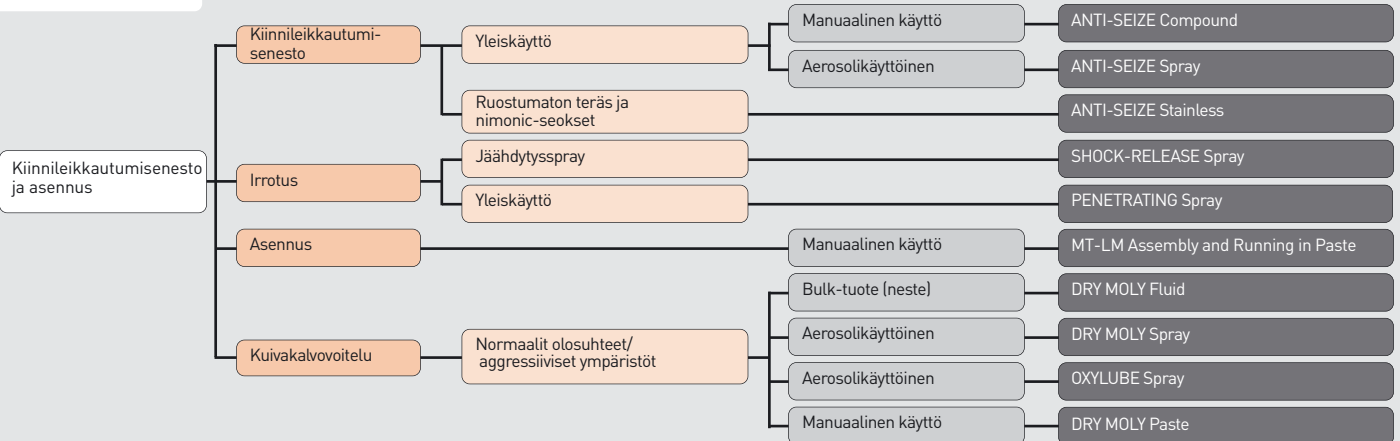 Kiinnileikkautumisenesto
ja asennus
Kiinnileikkautumi-
senesto
Yleiskäyttö
Manuaalinen käyttö
ANTI-SEIZE Compound
Aerosolikäyttöinen
ANTI-SEIZE Spray
Ruostumaton teräs ja
nimonic-seokset
ANTI-SEIZE Stainless
Irrotus
Jäähdytysspray
SHOCK-RELEASE Spray
Yleiskäyttö
PENETRATING Spray
Asennus
Manuaalinen käyttö
MT-LM Assembly and Running in Paste
Kuivakalvovoitelu
Normaalit olosuhteet/
aggressiiviset ympäristöt
Bulk-tuote (neste)
DRY MOLY Fluid
Aerosolikäyttöinen
DRY MOLY Spray
Aerosolikäyttöinen
OXYLUBE Spray
Manuaalinen käyttö
DRY MOLY Paste